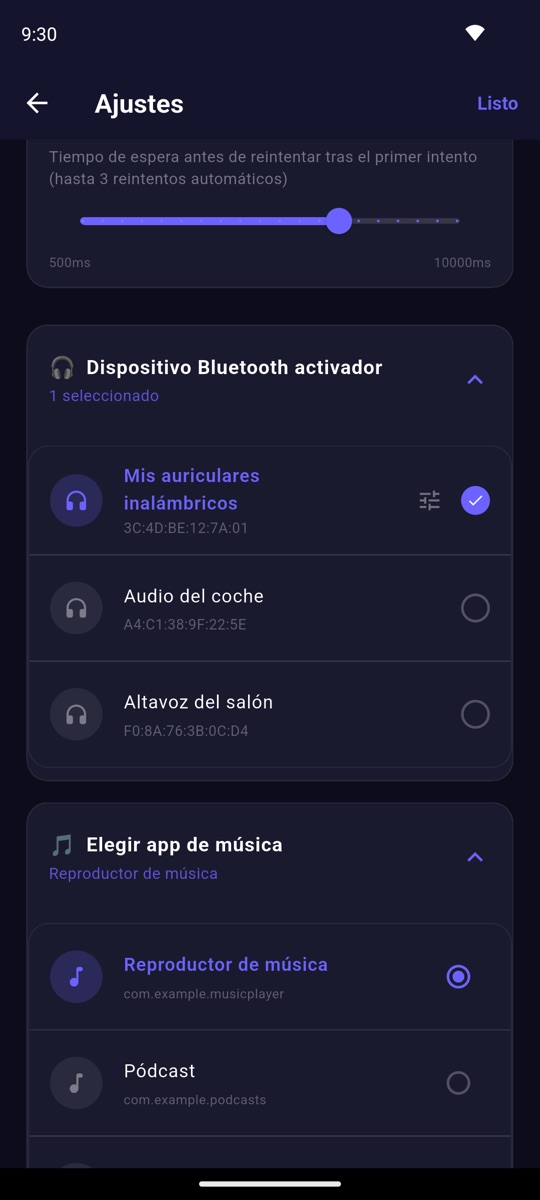 9:30
Ajustes
Listo
Tiempo de espera antes de reintentar tras el primer intento
(hasta 3 reintentos automáticos)
500ms
10000ms
Dispositivo Bluetooth activador
1 seleccionado
Mis auriculares
inalámbricos
3C:4D:BE:12:7A:01
Audio del coche
A4:C1:38:9F:22:5E
Altavoz del salón
F0:8A:76:3B:0C:D4
Elegir app de música
Reproductor de música
Reproductor de música
com.example.musicplayer
Pódcast
com.example.podcasts